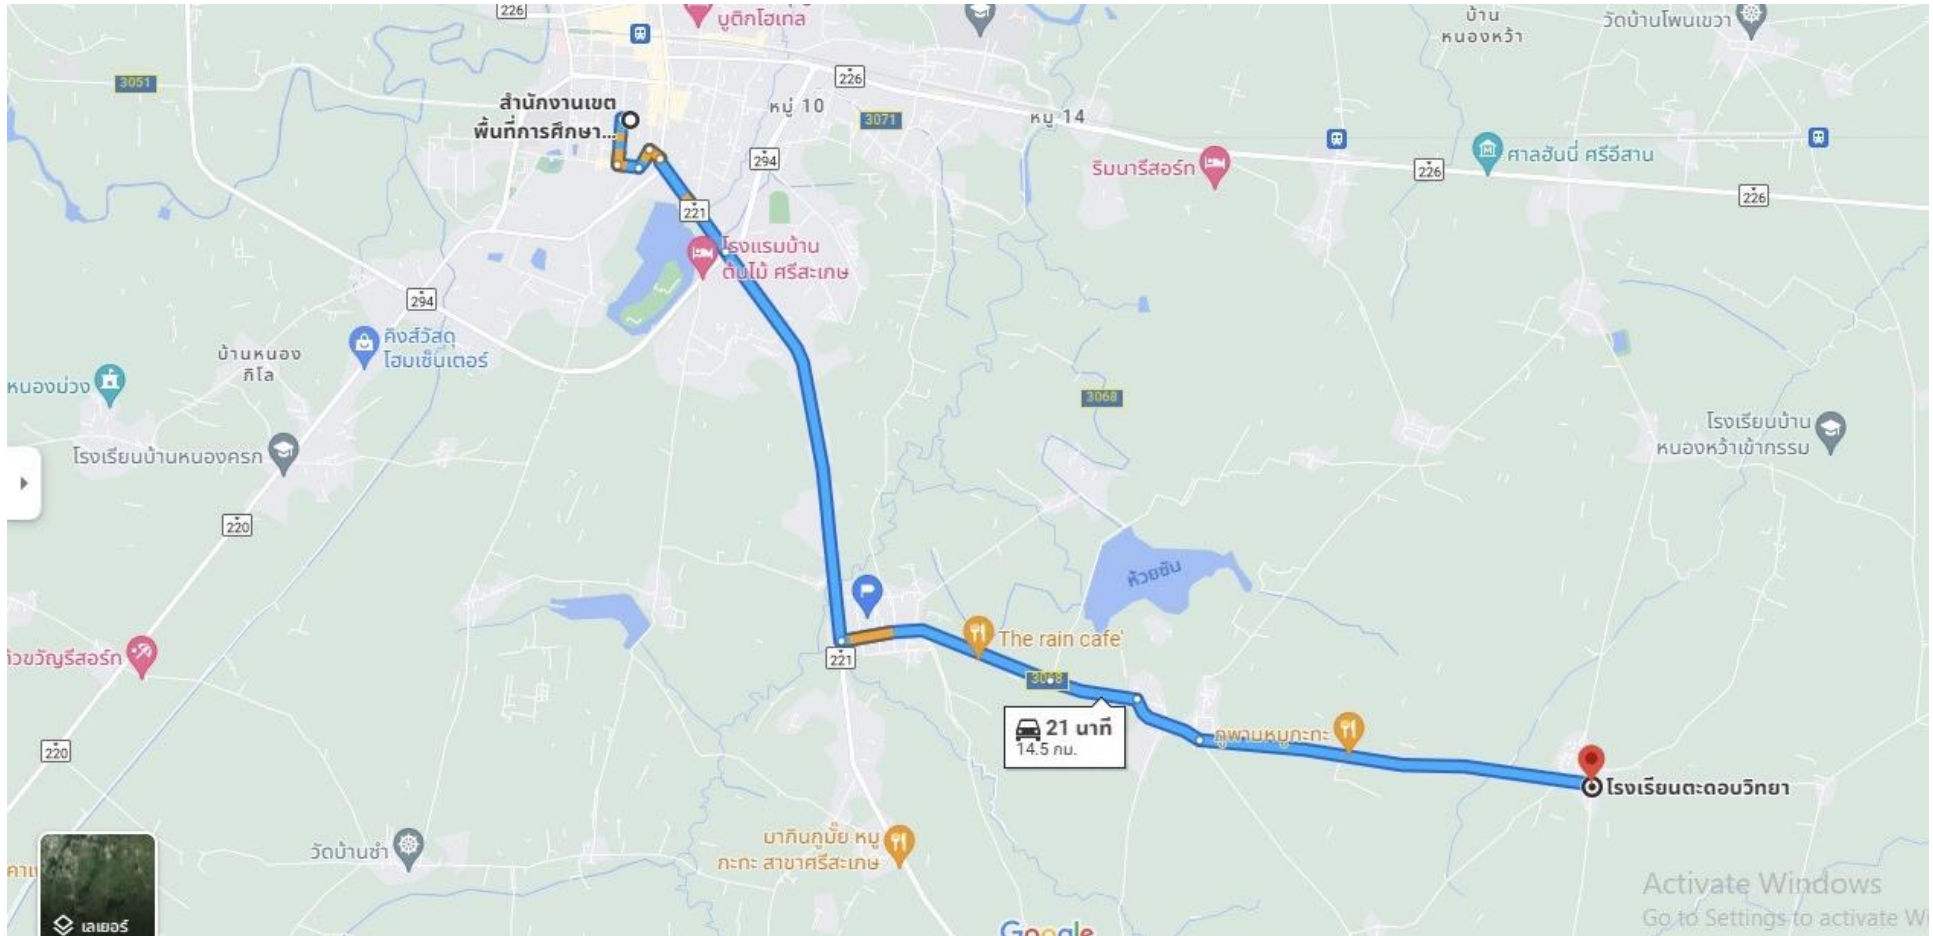 226
บูติกโฮเทล
บ้าน
หนองหว้า
วัดบ้านโพนเขวา
3051
226
สำนักงานเขต
พื้นที่การศึกษา...
หมู่ 10
3071
หมู่ 14
294
ริมนารีสอร์ท
226
ศาลฮันนี่ ศรีอีสาน
226
221
โรงแรมบ้าน
ต้นไม้ ศรีสะเกษ
294
คิงส์วัสดุ
โฮมเซ็นเตอร์
บ้านหนอง
กิโล
หนองม่วง
3068
โรงเรียนบ้าน
หนองหว้าเข้ากรรม
โรงเรียนบ้านหนองครก
220
ห้วยซัน
The rain cafe'
221
3068
21 นาที
14.5 กม.
ภูพานหมูกะทะ
โรงเรียนตะดอบวิทยา
220
มากินภูมั๊ย หมู
กะทะ สาขาศรีสะเกษ
วัดบ้านซำ
เลเยอร์
Google
Activate Windows
Go to Settings to activate Wi